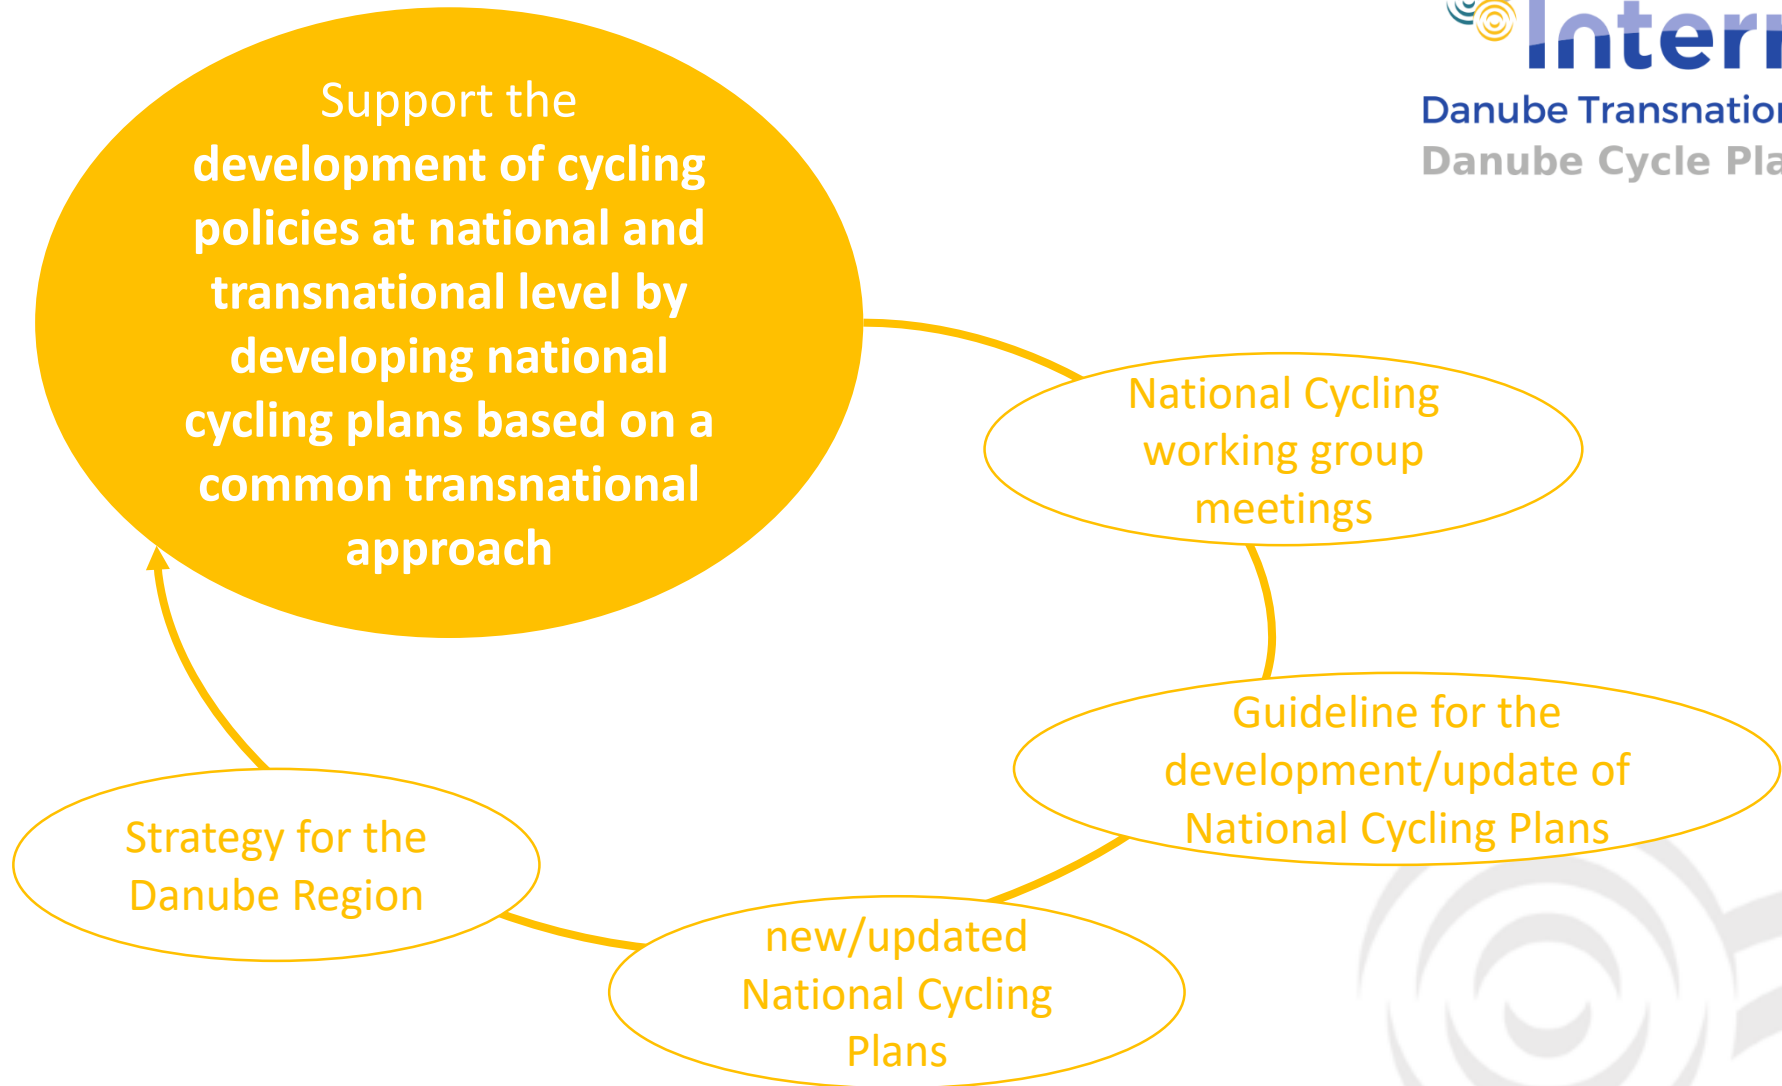 Support the
development of cycling
policies at national and
transnational level by
developing national
cycling plans based on a
common transnational
approach
Danube Cycle
National Cycling
working group
meetings
Guideline for the
development/update of
National Cycling Plans
new/updated
National Cycling
Plans
Strategy for the
Danube Region